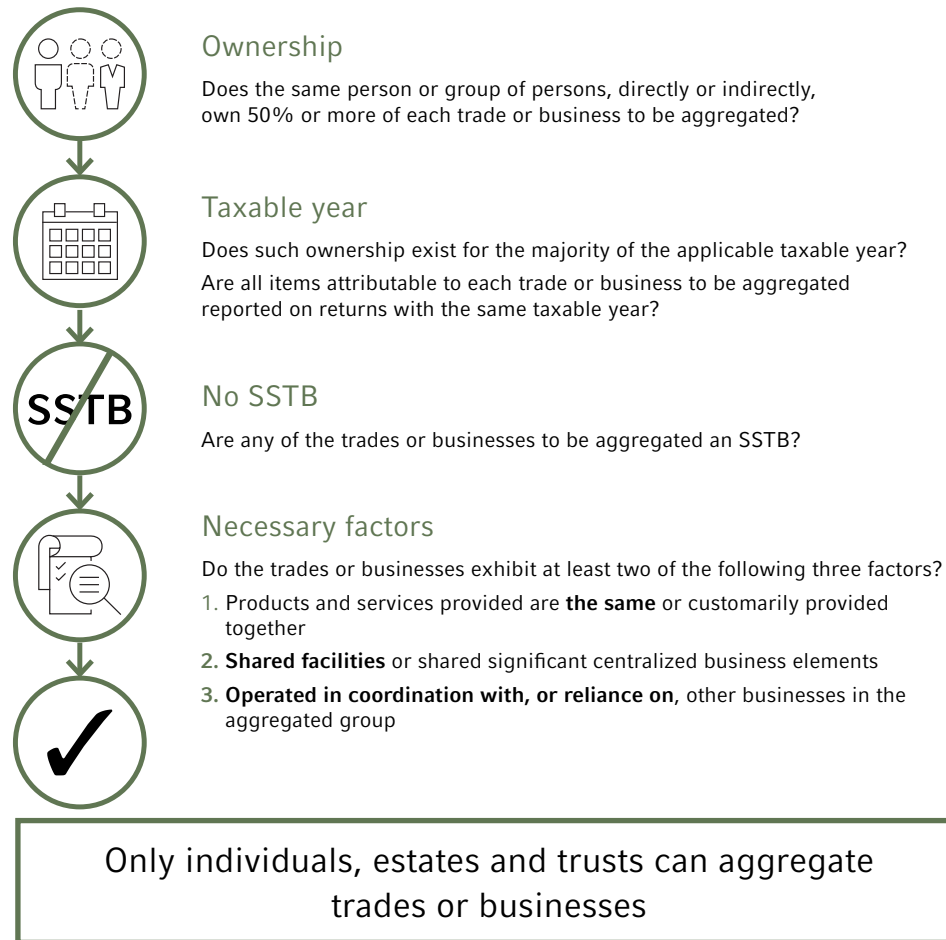 Ownership
Does the same person or group of persons, directly or indirectly,
own 50% or more of each trade or business to be aggregated?
Taxable year
Does such ownership exist for the majority of the applicable taxable year?
Are all items attributable to each trade or business to be aggregated
reported on returns with the same taxable year?
SSTB
No SSTB
Are any of the trades or businesses to be aggregated an SSTB?
Necessary factors
Do the trades or businesses exhibit at least two of the following three factors?
1. Products and services provided are the same or customarily provided
together
2. Shared facilities or shared significant centralized business elements
3. Operated in coordination with, or reliance on, other businesses in the
aggregated group
Only individuals, estates and trusts can aggregate
trades or businesses